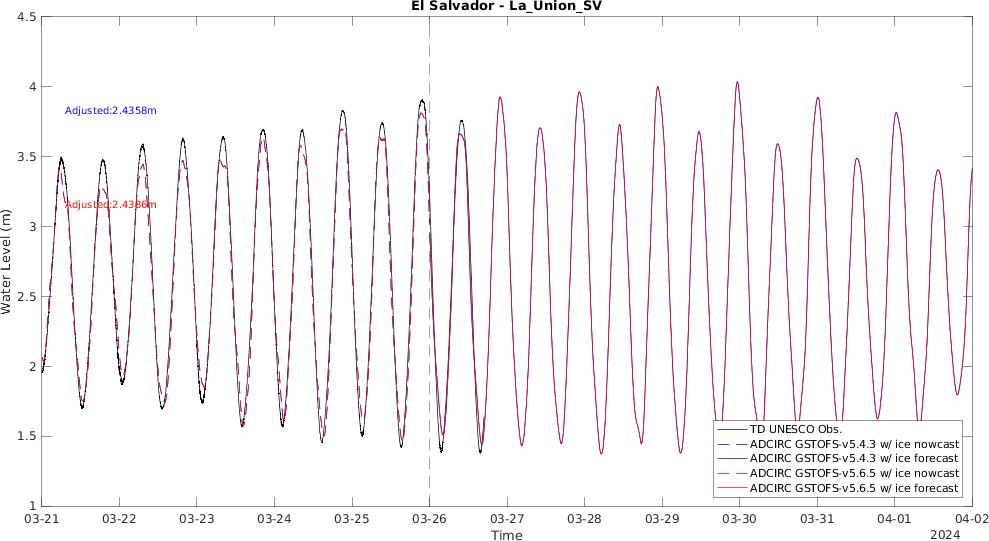 El Salvador - La_Union_SV
4.5
4
3.5
3
2.5
2
1.5
1
Water Level (m)
Adjusted:2.4358m
Adjusted:2.4386m
TD UNESCO Obs.
ADCIRC GSTOFS-v5.4.3 w/ ice nowcast
ADCIRC GSTOFS-v5.4.3 w/ ice forecast
ADCIRC GSTOFS-v5.6.5 w/ ice nowcast
ADCIRC GSTOFS-v5.6.5 w/ ice forecast
03-21 03-22 03-23 03-24 03-25 03-26 03-27 03-28 03-29 03-30 03-31 04-01 04-02
Time
2024